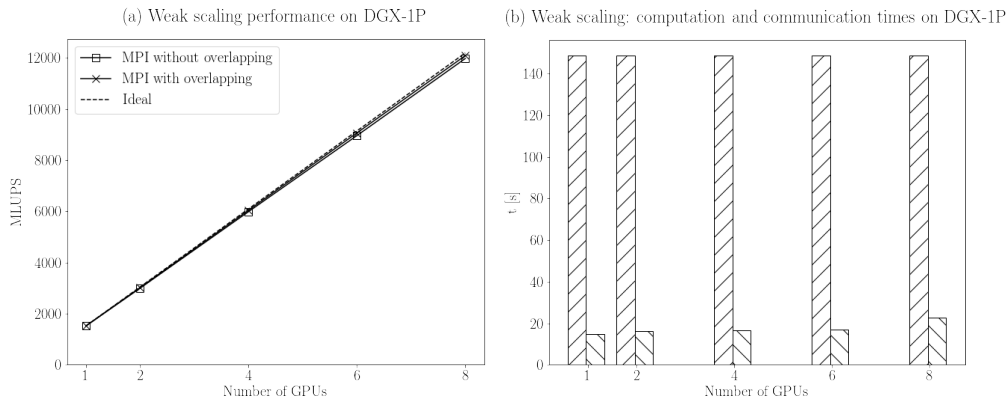 (a) Weak scaling performance on DGX-1P
MLUPS
12000
10000
8000
6000
4000
2000
0
MPI without overlapping
MPI with overlapping
Ideal
1 2 4 6 8
Number of GPUs
(b) Weak scaling: computation and communication times on DGX-1P
t [s]
140
120
100
80
60
40
20
0
1 2 4 6 8
Number of GPUs